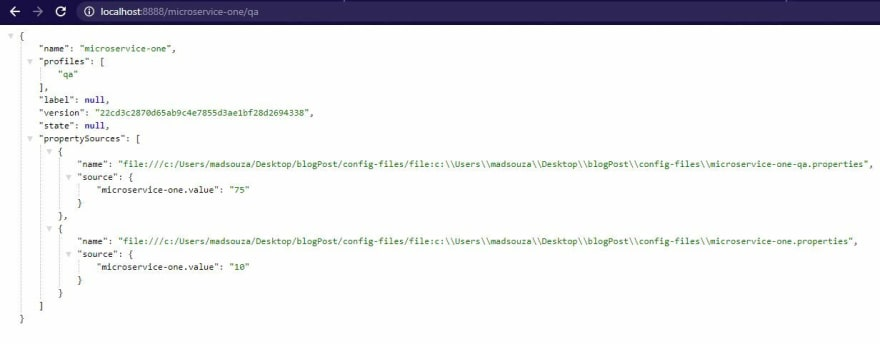 localhost:8888/microservice-one/qa
{
"name": "microservice-one",
"profiles": [
"qa"
],
"label": null,
"version": "22cd3c2870d65ab9c4e7855d3ae1bf28d2694338",
"state": null,
"propertySources": [
{
"name": "file:///c:/Users/madsouza/Desktop/blogPost/config-files/file:c:\\Users\\madsouza\\Desktop\\blogPost\\config-files\\microservice-one-qa.properties",
"source": {
"microservice-one.value": "75"
}
},
{
"name": "file:///c:/Users/madsouza/Desktop/blogPost/config-files/file:c:\\Users\\madsouza\\Desktop\\blogPost\\config-files\\microservice-one.properties",
"source": {
"microservice-one.value": "10"
}
}
]
}